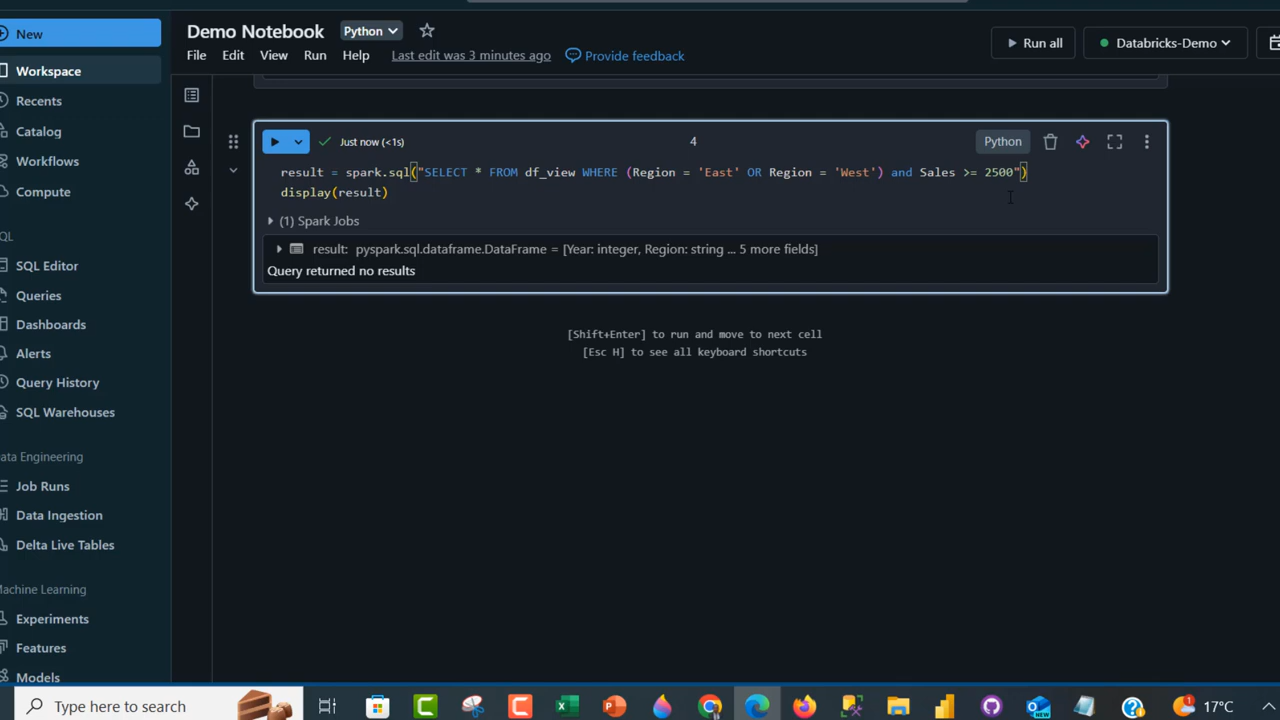 New
Workspace
Recents
Catalog
Workflows
Compute
QL
SQL Editor
Queries
Dashboards
Alerts
Query History
SQL Warehouses
ata Engineering
Job Runs
Data Ingestion
Delta Live Tables
achine Learning
Experiments
Features
Models
Demo Notebook Python
File Edit View Run Help Last edit was 3 minutes ago Provide feedback
Run all Databricks-Demo
Just now (<1s) 4 Python
result = spark.sql("SELECT * FROM df_view WHERE (Region = 'East' OR Region = 'West') and Sales >= 2500")
display(result)
(1) Spark Jobs
result: pyspark.sql.dataframe.DataFrame = [Year: integer, Region: string ... 5 more fields]
Query returned no results
[Shift+Enter] to run and move to next cell
[Esc H] to see all keyboard shortcuts
Type here to search
NEW
17°C